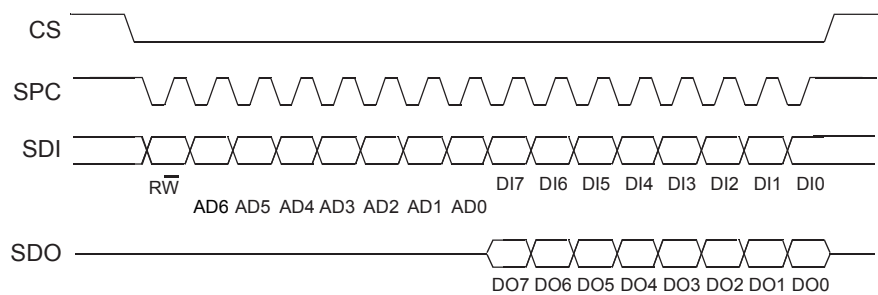 CS
SPC
SDI
RW̅ DI7 DI6 DI5 DI4 DI3 DI2 DI1 DI0
AD6 AD5 AD4 AD3 AD2 AD1 AD0
SDO
DO7 DO6 DO5 DO4 DO3 DO2 DO1 DO0